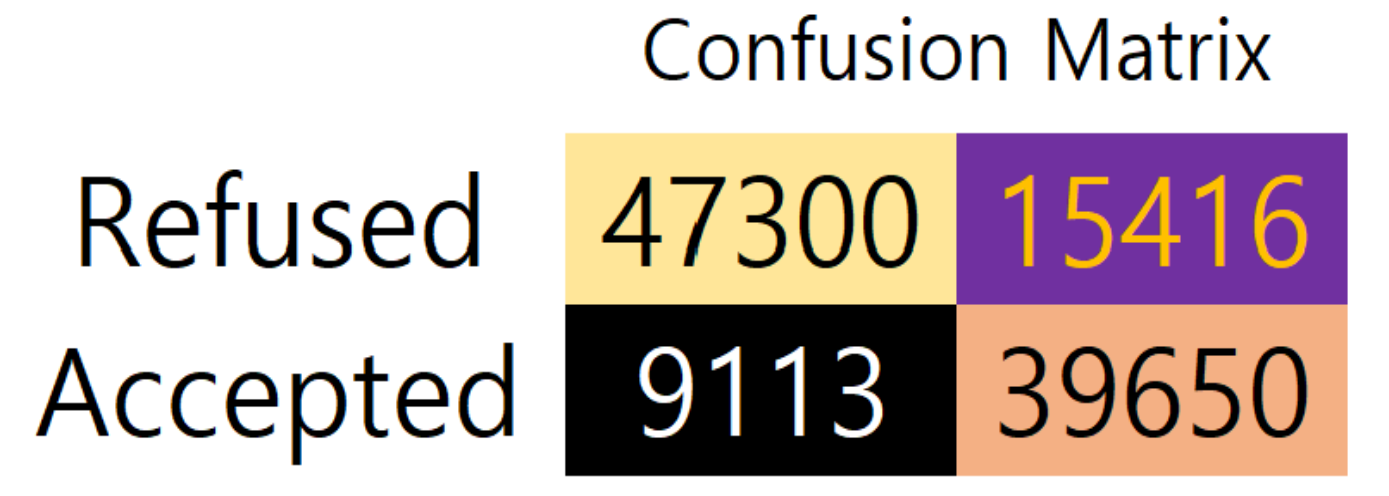 Confusion Matrix
Refused 47300 15416
Accepted 9113 39650